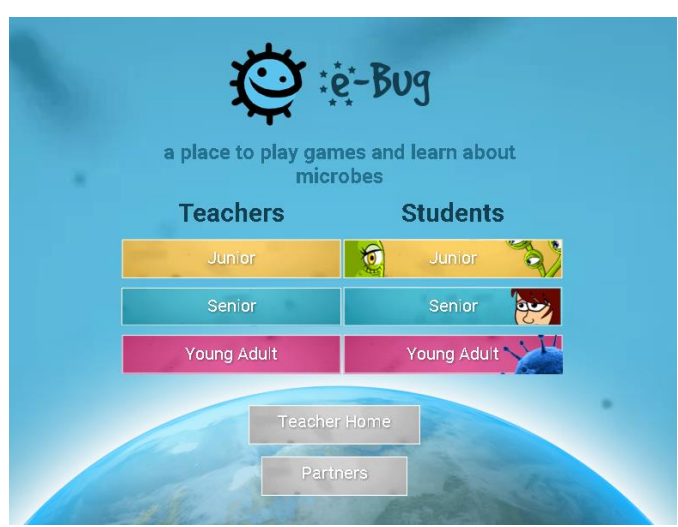 e-Bug
a place to play games and learn about
microbes
Teachers Students
Junior Junior
Senior Senior
Young Adult Young Adult
Teacher Home
Partners